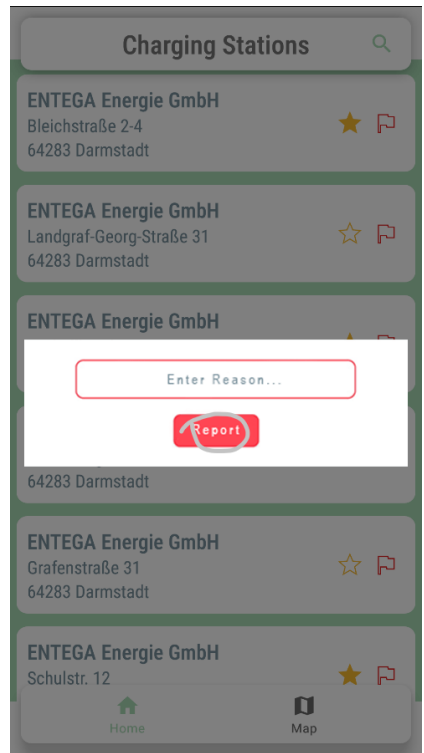 Charging Stations
ENTEGA Energie GmbH
Bleichstraße 2-4
64283 Darmstadt
ENTEGA Energie GmbH
Landgraf-Georg-Straße 31
64283 Darmstadt
ENTEGA Energie GmbH
Enter Reason...
Report
64283 Darmstadt
ENTEGA Energie GmbH
Grafenstraße 31
64283 Darmstadt
ENTEGA Energie GmbH
Schulstr. 12
Home
Map